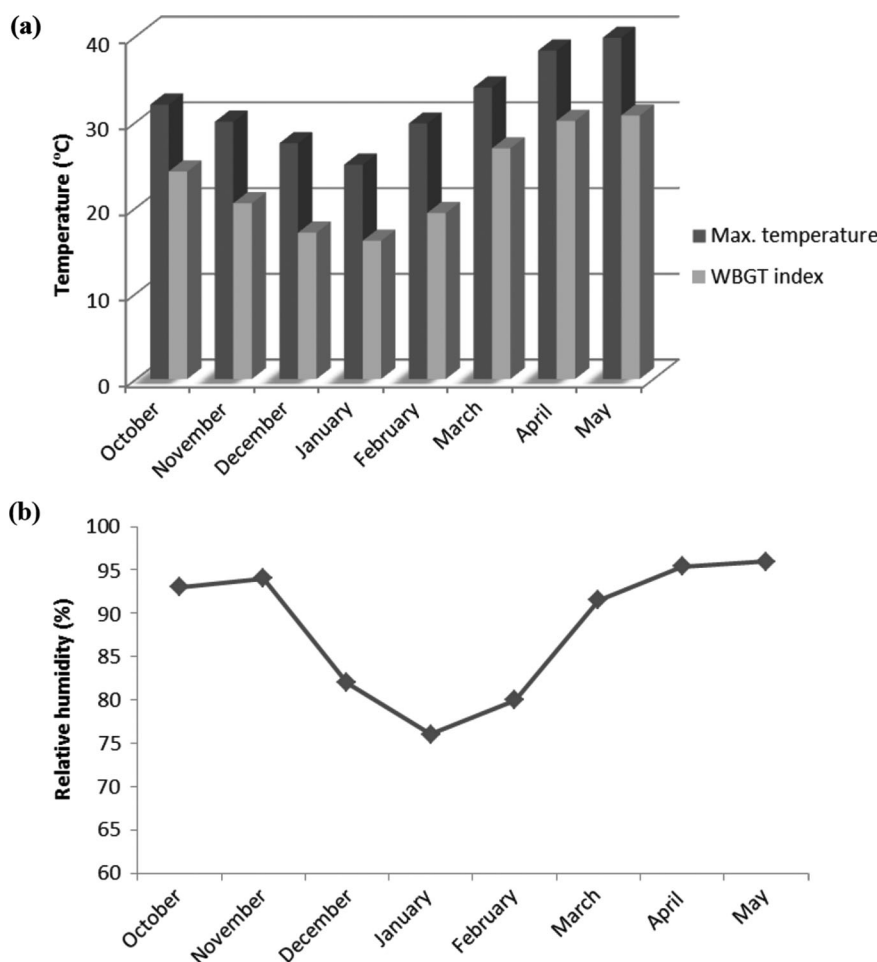 (a)
Temperature (°C)
40
30
20
10
0
October
November
December
January
February
March
April
May
Max. temperature
WBGT index
(b)
Relative humidity (%)
100
95
90
85
80
75
70
65
60
October
November
December
January
February
March
April
May